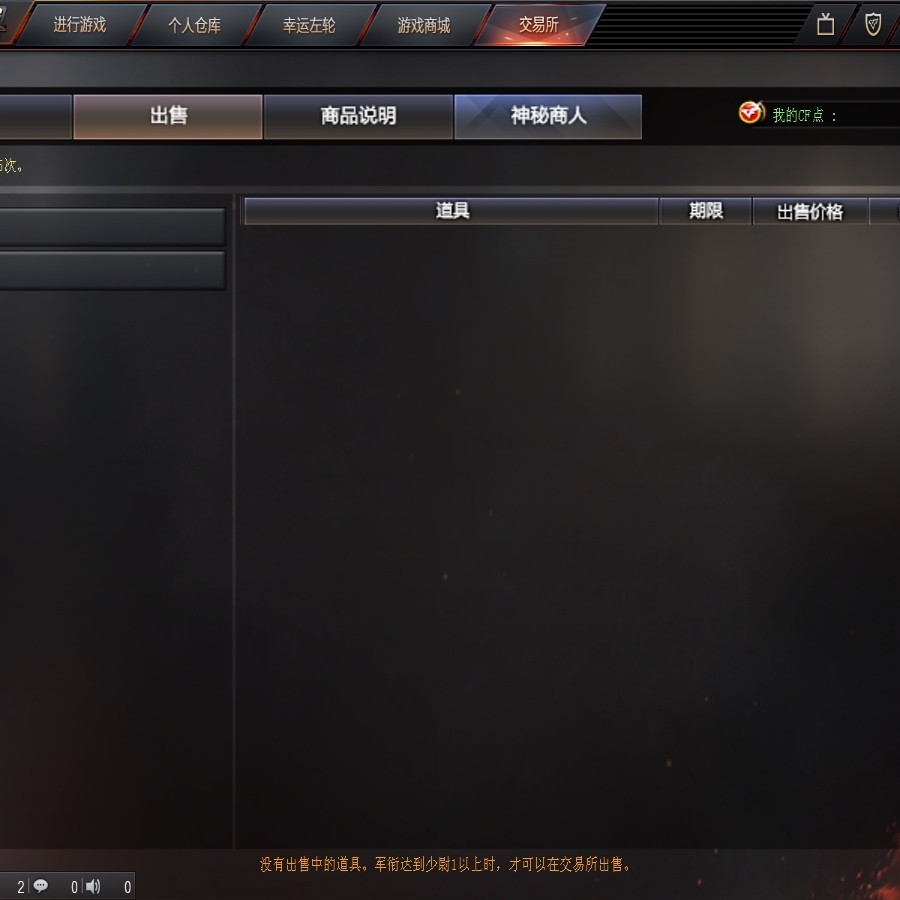 进行游戏 个人仓库 幸运左轮 游戏商城 交易所
出售 商品说明 神秘商人 我的CF点：
次。
道具 期限 出售价格
没有出售中的道具。军衔达到少尉1以上时，才可以在交易所出售。
2 0 0